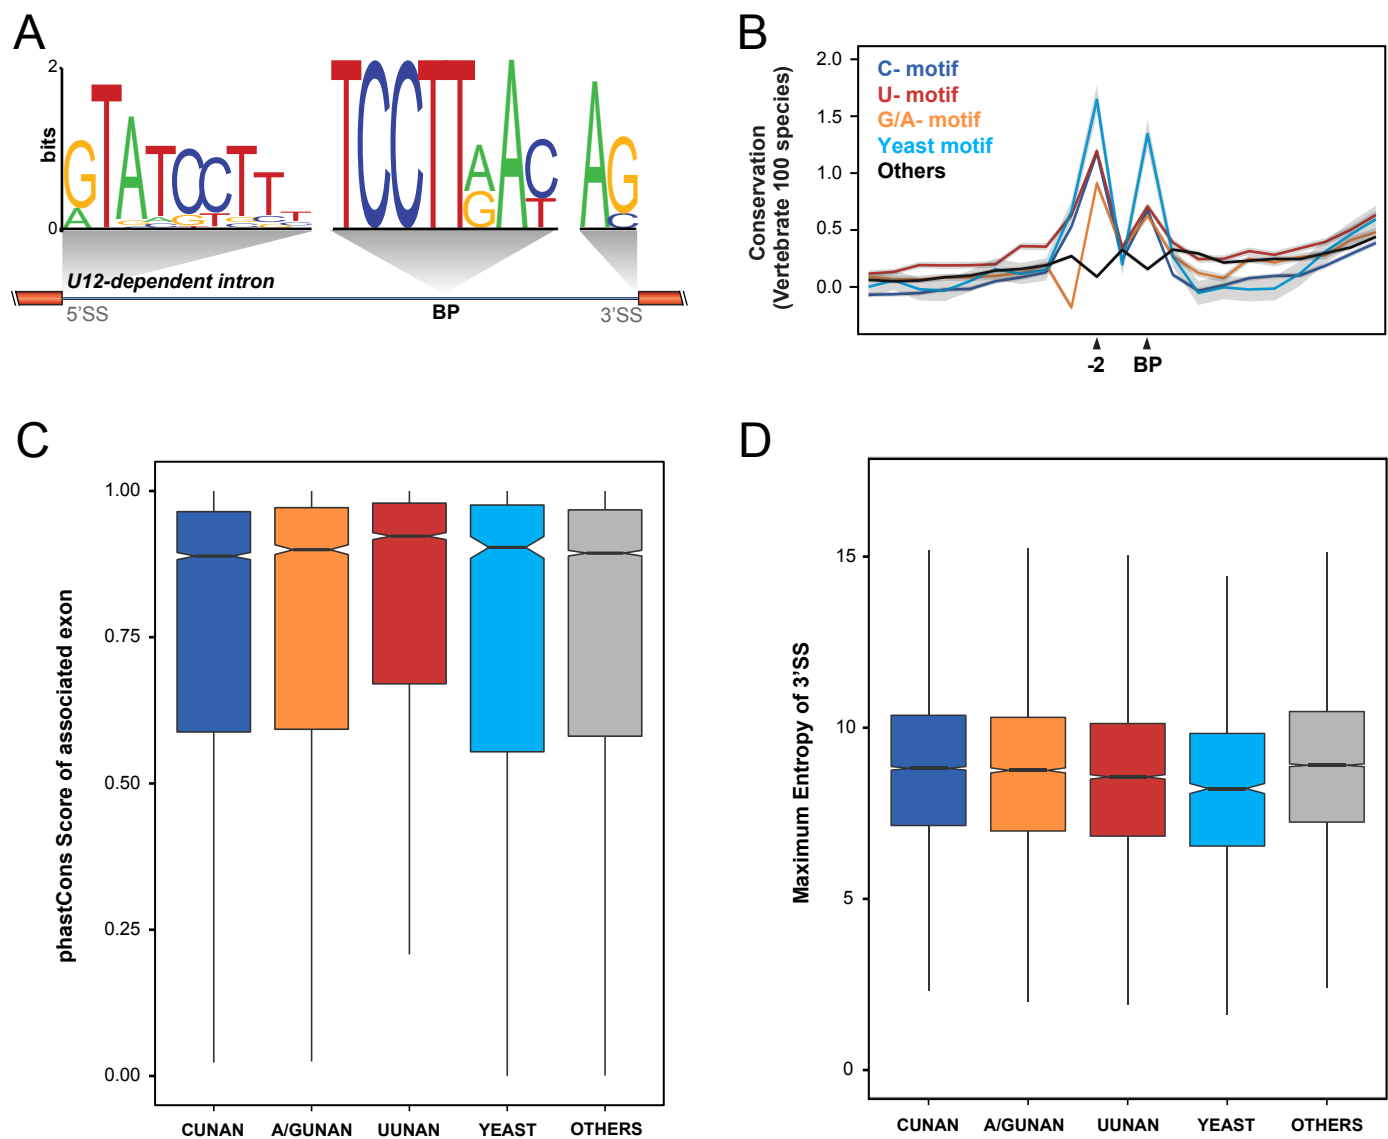 A
2
bits
0
GTATCCTTT
TCCTTAAC
AG
A
G
T
C
U12-dependent intron
5'SS
BP
3'SS
B
Conservation
(Vertebrate 100 species)
2.0
1.5
1.0
0.5
0.0
C- motif
U- motif
G/A- motif
Yeast motif
Others
-2
BP
C
phastCons Score of associated exon
1.00
0.75
0.50
0.25
0.00
CUNAN
A/GUNAN
UUNAN
YEAST
OTHERS
D
Maximum Entropy of 3'SS
15
10
5
0
CUNAN
A/GUNAN
UUNAN
YEAST
OTHERS